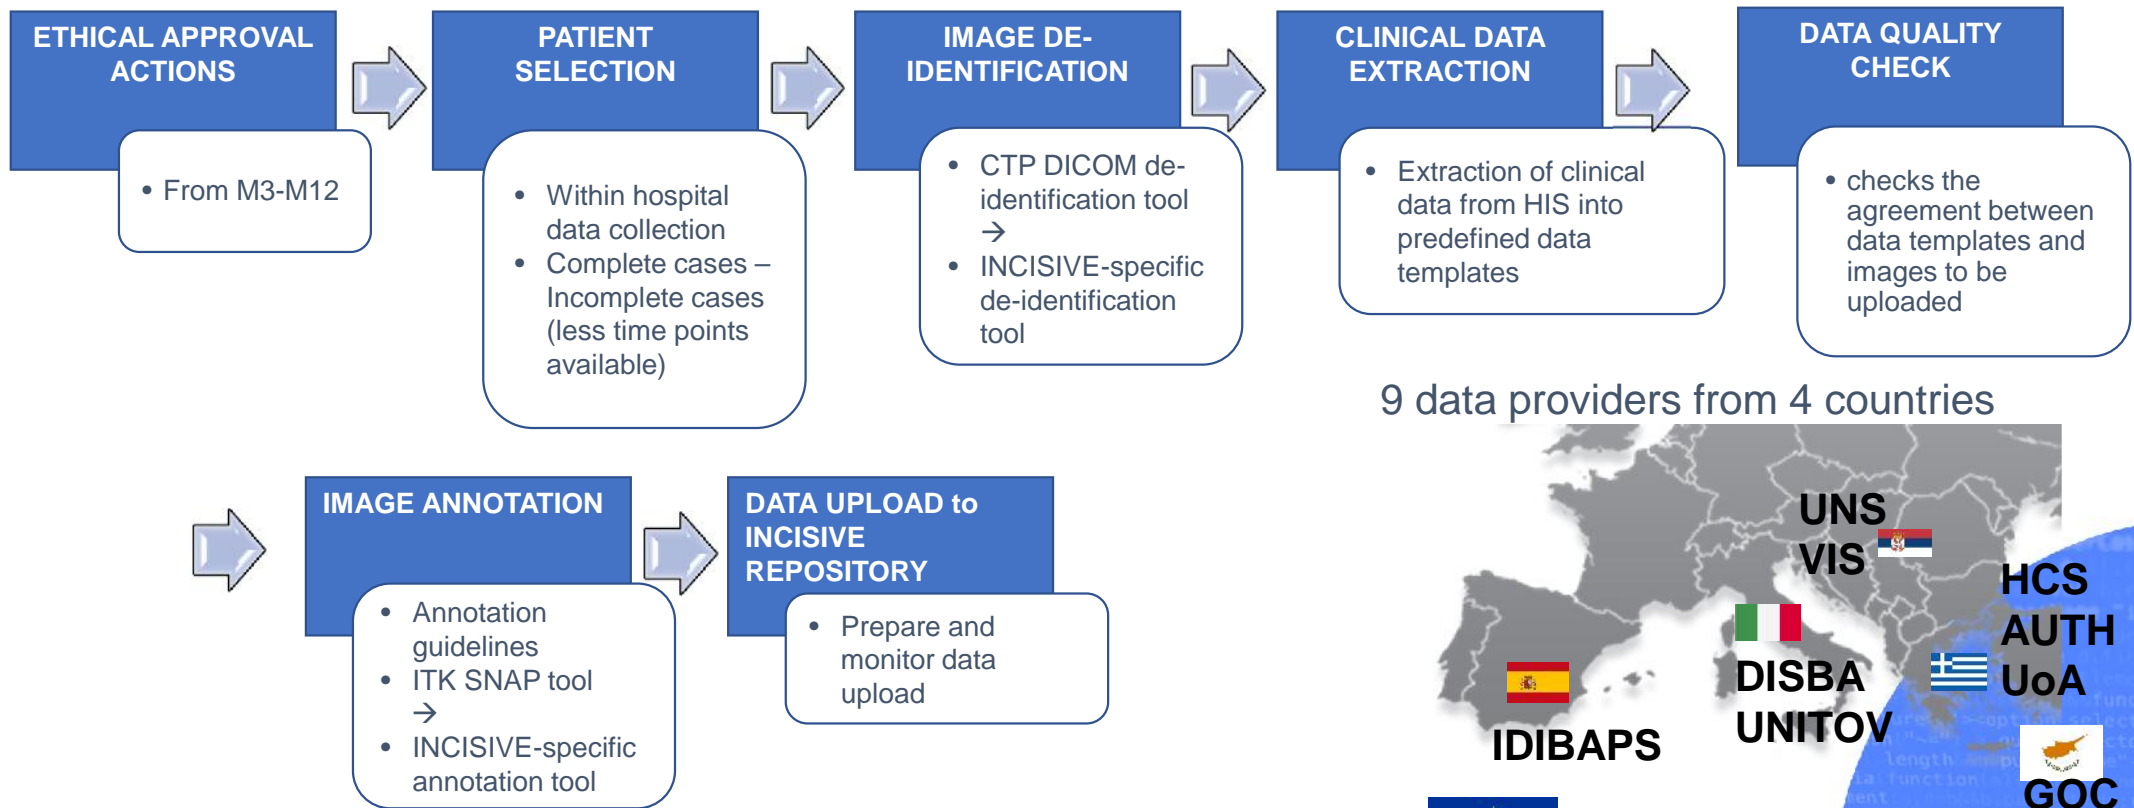 ETHICAL APPROVAL
ACTIONS
• From M3-M12
PATIENT
SELECTION
• Within hospital
data collection
• Complete cases –
Incomplete cases
(less time points
available)
IMAGE DE-
IDENTIFICATION
• CTP DICOM de-
identification tool
→
• INCISIVE-specific
de-identification
tool
CLINICAL DATA
EXTRACTION
• Extraction of clinical
data from HIS into
predefined data
templates
DATA QUALITY
CHECK
• checks the
agreement between
data templates and
images to be
uploaded
IMAGE ANNOTATION
• Annotation
guidelines
• ITK SNAP tool
→
• INCISIVE-specific
annotation tool
DATA UPLOAD to
INCISIVE
REPOSITORY
• Prepare and
monitor data
upload
9 data providers from 4 countries
UNS
VIS
HCS
AUTH
UoA
DISBA
UNITOV
IDIBAPS
GOC